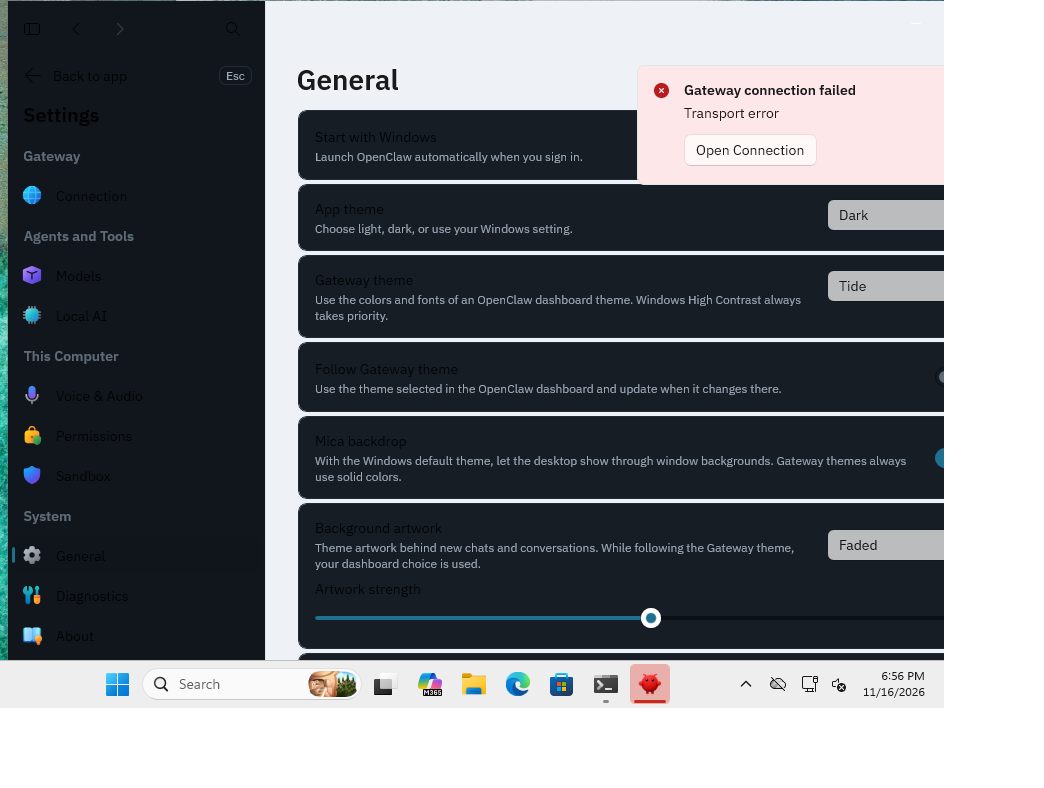 Back to app
Esc
Settings
Gateway
Connection
Agents and Tools
Models
Local AI
This Computer
Voice & Audio
Permissions
Sandbox
System
General
Diagnostics
About
General
Start with Windows
Launch OpenClaw automatically when you sign in.
Gateway connection failed
Transport error
Open Connection
App theme
Choose light, dark, or use your Windows setting.
Dark
Gateway theme
Use the colors and fonts of an OpenClaw dashboard theme. Windows High Contrast always
takes priority.
Tide
Follow Gateway theme
Use the theme selected in the OpenClaw dashboard and update when it changes there.
Mica backdrop
With the Windows default theme, let the desktop show through window backgrounds. Gateway themes always
use solid colors.
Background artwork
Theme artwork behind new chats and conversations. While following the Gateway theme,
your dashboard choice is used.
Faded
Artwork strength
Search
M365
6:56 PM
11/16/2026